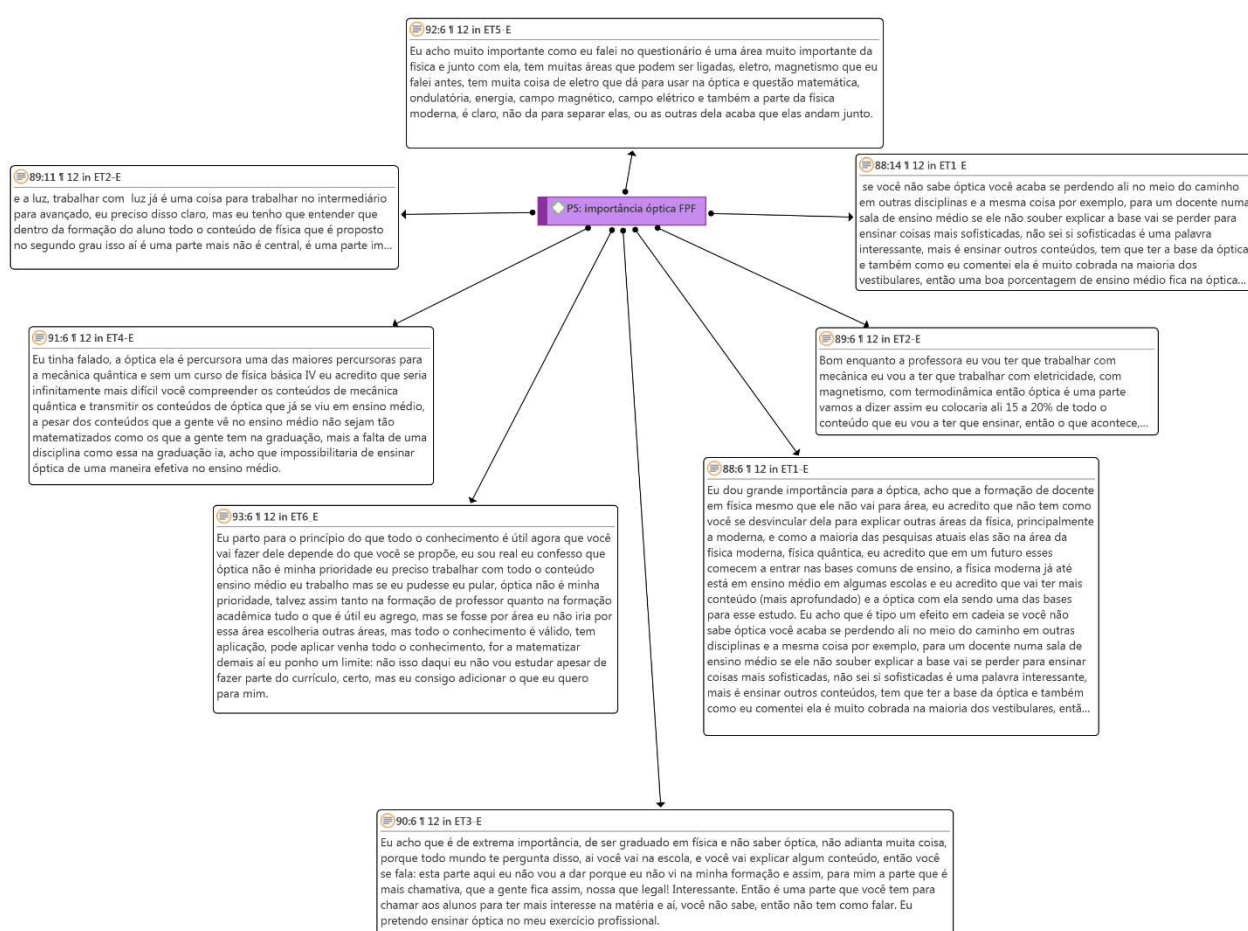 92:6 ¶ 12 in ET5-E
Eu acho muito importante como eu falei no questionário é uma área muito importante da
física e junto com ela, tem muitas áreas que podem ser ligadas, eletro, magnetismo que eu
falei antes, tem muita coisa de eletro que dá para usar na óptica e questão matemática,
ondulatória, energia, campo magnético, campo elétrico e também a parte da física
moderna, é claro, não da para separar elas, ou as outras dela acaba que elas andam junto.
89:11 ¶ 12 in ET2-E
e a luz, trabalhar com luz já é uma coisa para trabalhar no intermediário
para avançado, eu preciso disso claro, mas eu tenho que entender que
dentro da formação do aluno todo o conteúdo de física que é proposto
no segundo grau isso aí é uma parte mais não é central, é uma parte im...
P5: importância óptica FPF
88:14 ¶ 12 in ET1_E
se você não sabe óptica você acaba se perdendo ali no meio do caminho
em outras disciplinas e a mesma coisa por exemplo, para um docente numa
sala de ensino médio se ele não souber explicar a base vai se perder para
ensinar coisas mais sofisticadas, não sei si sofisticadas é uma palavra
interessante, mais é ensinar outros conteúdos, tem que ter a base da óptica
e também como eu comentei ela é muito cobrada na maioria dos
vestibulares, então uma boa porcentagem de ensino médio fica na óptica...
91:6 ¶ 12 in ET4-E
Eu tinha falado, a óptica ela é percursora uma das maiores percursoras para
a mecânica quântica e sem um curso de física básica IV eu acredito que seria
infinitamente mais difícil você compreender os conteúdos de mecânica
quântica e transmitir os conteúdos de óptica que já se viu em ensino médio,
a pesar dos conteúdos que a gente vê no ensino médio não sejam tão
matematizados como os que a gente tem na graduação, mais a falta de uma
disciplina como essa na graduação ia, acho que impossibilitaria de ensinar
óptica de uma maneira efetiva no ensino médio.
89:6 ¶ 12 in ET2-E
Bom enquanto a professora eu vou ter que trabalhar com
mecânica eu vou a ter que trabalhar com eletricidade, com
magnetismo, com termodinâmica então óptica é uma parte
vamos a dizer assim eu colocaria ali 15 a 20% de todo o
conteúdo que eu vou a ter que ensinar, então o que acontece,...
93:6 ¶ 12 in ET6_E
Eu parto para o princípio do que todo o conhecimento é útil agora que você
vai fazer dele depende do que você se propõe, eu sou real eu confesso que
óptica não é minha prioridade eu preciso trabalhar com todo o conteúdo
ensino médio eu trabalho mas se eu pudesse eu pular, óptica não é minha
prioridade, talvez assim tanto na formação de professor quanto na formação
acadêmica tudo o que é útil eu agrego, mas se fosse por área eu não iria por
essa área escolheria outras áreas, mas todo o conhecimento é válido, tem
aplicação, pode aplicar venha todo o conhecimento, for a matematizar
demais aí eu ponho um limite: não isso daqui eu não vou estudar apesar de
fazer parte do currículo, certo, mas eu consigo adicionar o que eu quero
para mim.
88:6 ¶ 12 in ET1-E
Eu dou grande importância para a óptica, acho que a formação de docente
em física mesmo que ele não vai para área, eu acredito que não tem como
você se desvincular dela para explicar outras áreas da física, principalmente
a moderna, e como a maioria das pesquisas atuais elas são na área da
física moderna, física quântica, eu acredito que em um futuro esses
comecem a entrar nas bases comuns de ensino, a física moderna já até
está em ensino médio em algumas escolas e eu acredito que vai ter mais
conteúdo (mais aprofundado) e a óptica com ela sendo uma das bases
para esse estudo. Eu acho que é tipo um efeito em cadeia se você não
sabe óptica você acaba se perdendo ali no meio do caminho em outras
disciplinas e a mesma coisa por exemplo, para um docente numa sala de
ensino médio se ele não souber explicar a base vai se perder para ensinar
coisas mais sofisticadas, não sei si sofisticadas é uma palavra interessante,
mais é ensinar outros conteúdos, tem que ter a base da óptica e também
como eu comentei ela é muito cobrada na maioria dos vestibulares, entã...
90:6 ¶ 12 in ET3-E
Eu acho que é de extrema importância, de ser graduado em física e não saber óptica, não adianta muita coisa,
porque todo mundo te pergunta disso, ai você vai na escola, e você vai explicar algum conteúdo, então você
se fala: esta parte aqui eu não vou a dar porque eu não vi na minha formação e assim, para mim a parte que é
mais chamativa, que a gente fica assim, nossa que legal! Interessante. Então é uma parte que você tem para
chamar aos alunos para ter mais interesse na matéria e aí, você não sabe, então não tem como falar. Eu
pretendo ensinar óptica no meu exercício profissional.